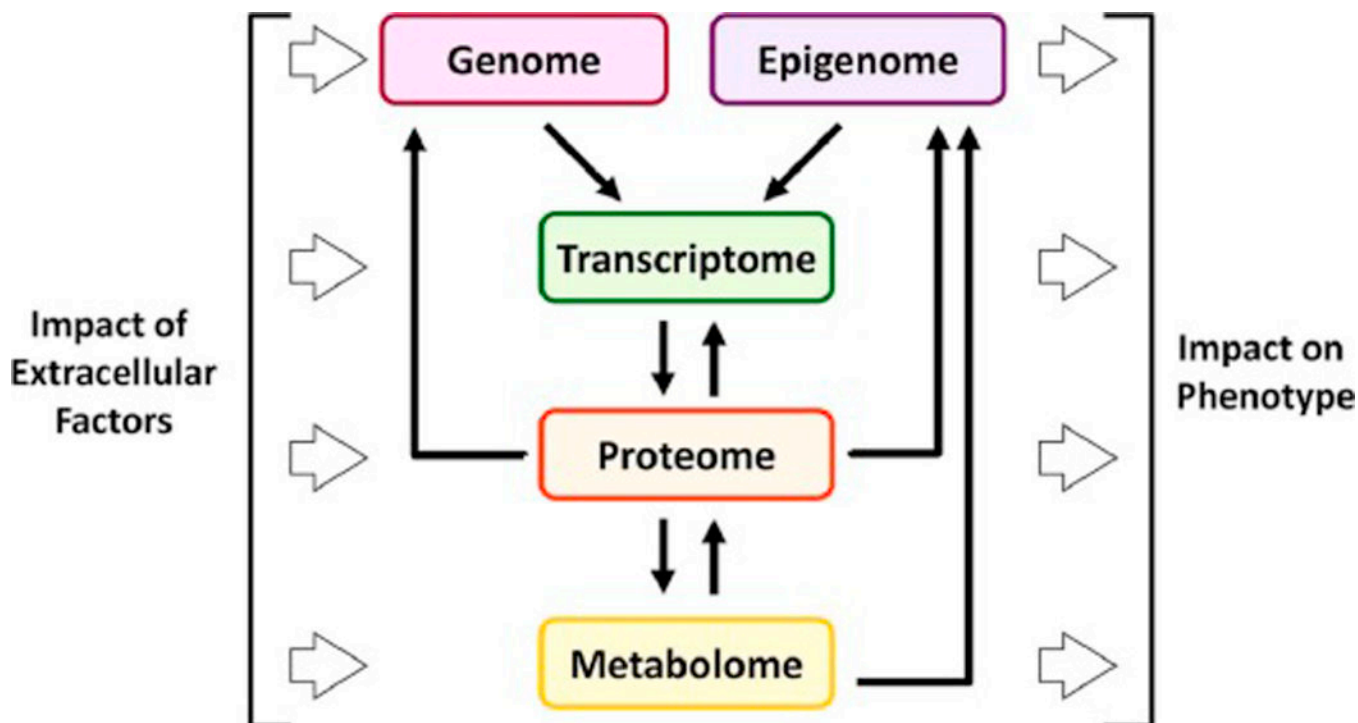 Genome
Epigenome
Transcriptome
Impact of
Extracellular
Factors
Impact on
Phenotype
Proteome
Metabolome